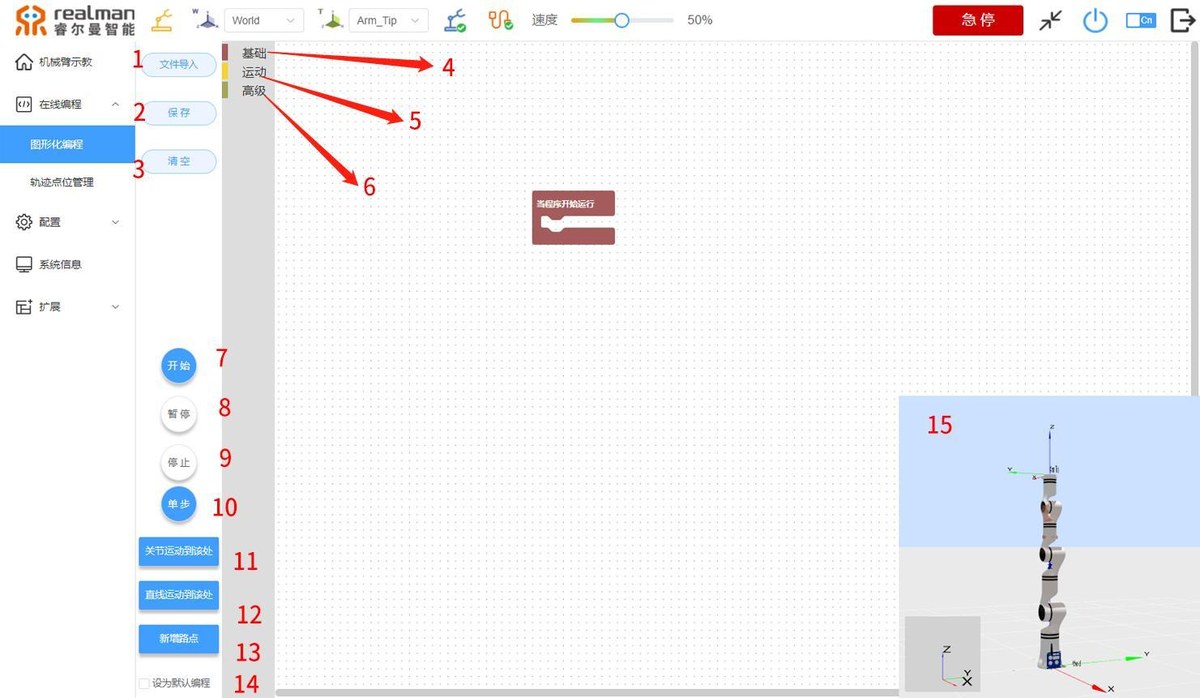 realman
睿尔曼智能
W
World
T
Arm_Tip
速度
50%
急停
Cn
机械臂示教
在线编程
图形化编程
轨迹点位管理
配置
系统信息
扩展
1
文件导入
2
保存
3
清空
基础
运动
高级
4
5
6
当程序开始运行
开始
7
暂停
8
停止
9
单步
10
关节运动到该处
11
直线运动到该处
12
新增路点
13
设为默认编程
14
15
Z
Y
Y
X
Z
Y
X